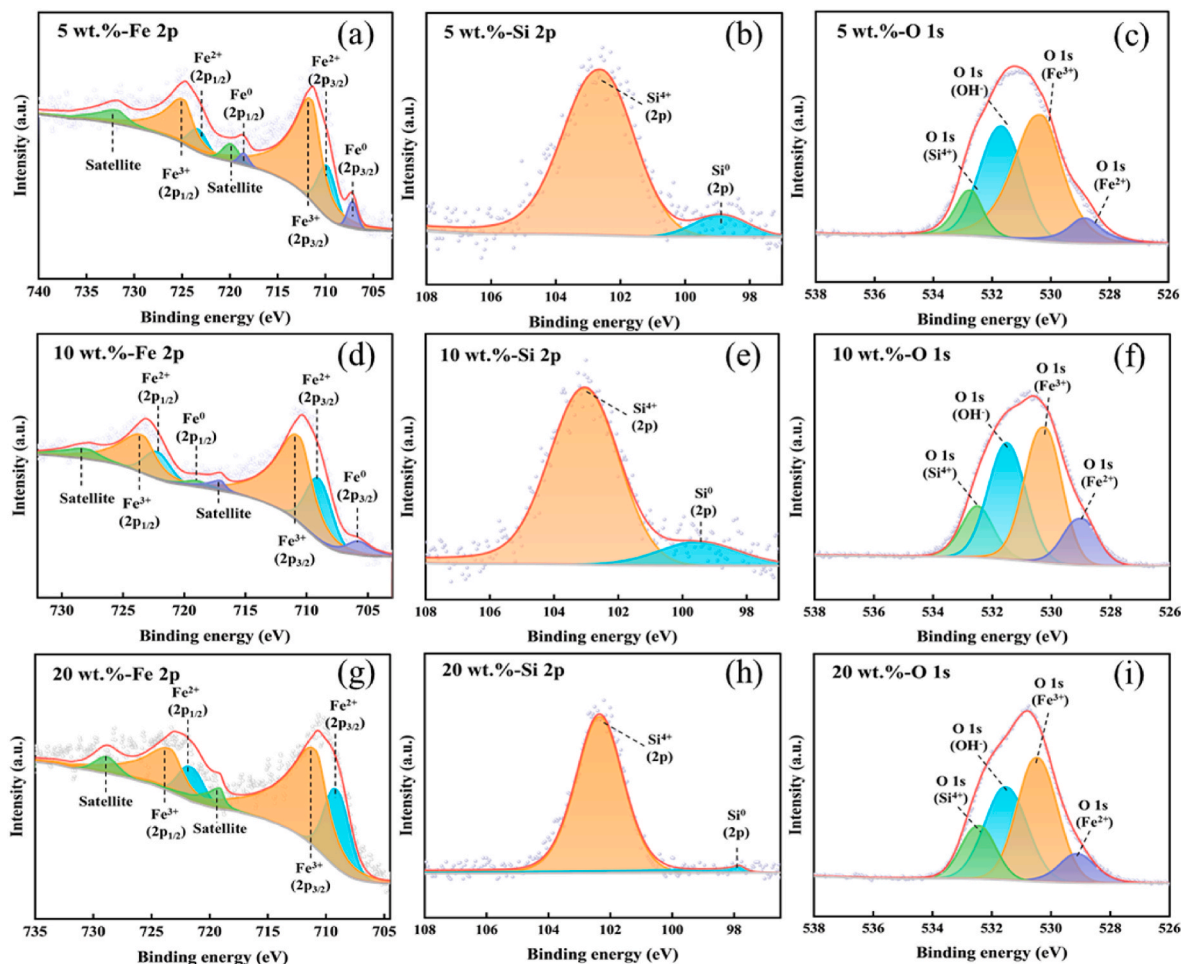 5 wt.%-Fe 2p
(a)
Fe²⁺
(2p₁/₂)
Fe⁰
(2p₁/₂)
Fe²⁺
(2p₃/₂)
Fe⁰
(2p₃/₂)
Satellite
Fe³⁺
(2p₁/₂)
Satellite
Fe³⁺
(2p₃/₂)
Intensity (a.u.)
740 735 730 725 720 715 710 705
Binding energy (eV)
5 wt.%-Si 2p
(b)
Si⁴⁺
(2p)
Si⁰
(2p)
Intensity (a.u.)
108 106 104 102 100 98
Binding energy (eV)
5 wt.%-O 1s
(c)
O 1s
(Fe³⁺)
O 1s
(OH⁻)
O 1s
(Si⁴⁺)
O 1s
(Fe²⁺)
Intensity (a.u.)
538 536 534 532 530 528 526
Binding energy (eV)
10 wt.%-Fe 2p
(d)
Fe²⁺
(2p₁/₂)
Fe⁰
(2p₁/₂)
Fe²⁺
(2p₃/₂)
Fe⁰
(2p₃/₂)
Satellite
Fe³⁺
(2p₁/₂)
Satellite
Fe³⁺
(2p₃/₂)
Intensity (a.u.)
730 725 720 715 710 705
Binding energy (eV)
10 wt.%-Si 2p
(e)
Si⁴⁺
(2p)
Si⁰
(2p)
Intensity (a.u.)
108 106 104 102 100 98
Binding energy (eV)
10 wt.%-O 1s
(f)
O 1s
(Fe³⁺)
O 1s
(OH⁻)
O 1s
(Si⁴⁺)
O 1s
(Fe²⁺)
Intensity (a.u.)
538 536 534 532 530 528 526
Binding energy (eV)
20 wt.%-Fe 2p
(g)
Fe²⁺
(2p₁/₂)
Fe²⁺
(2p₃/₂)
Satellite
Fe³⁺
(2p₁/₂)
Satellite
Fe³⁺
(2p₃/₂)
Intensity (a.u.)
735 730 725 720 715 710 705
Binding energy (eV)
20 wt.%-Si 2p
(h)
Si⁴⁺
(2p)
Si⁰
(2p)
Intensity (a.u.)
108 106 104 102 100 98
Binding energy (eV)
20 wt.%-O 1s
(i)
O 1s
(Fe³⁺)
O 1s
(OH⁻)
O 1s
(Si⁴⁺)
O 1s
(Fe²⁺)
Intensity (a.u.)
538 536 534 532 530 528 526
Binding energy (eV)